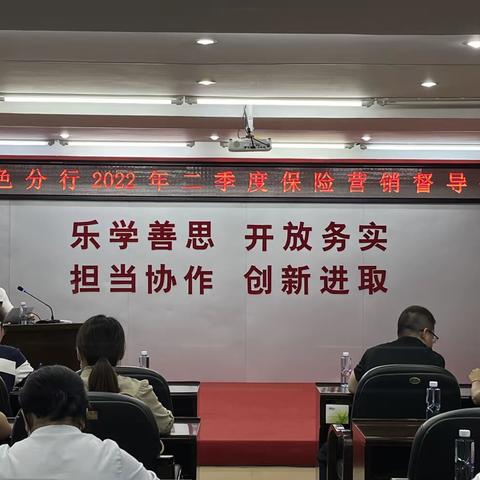 色分行2022年二季度保险营销督导
乐学善思 开放务实
担当协作 创新进取